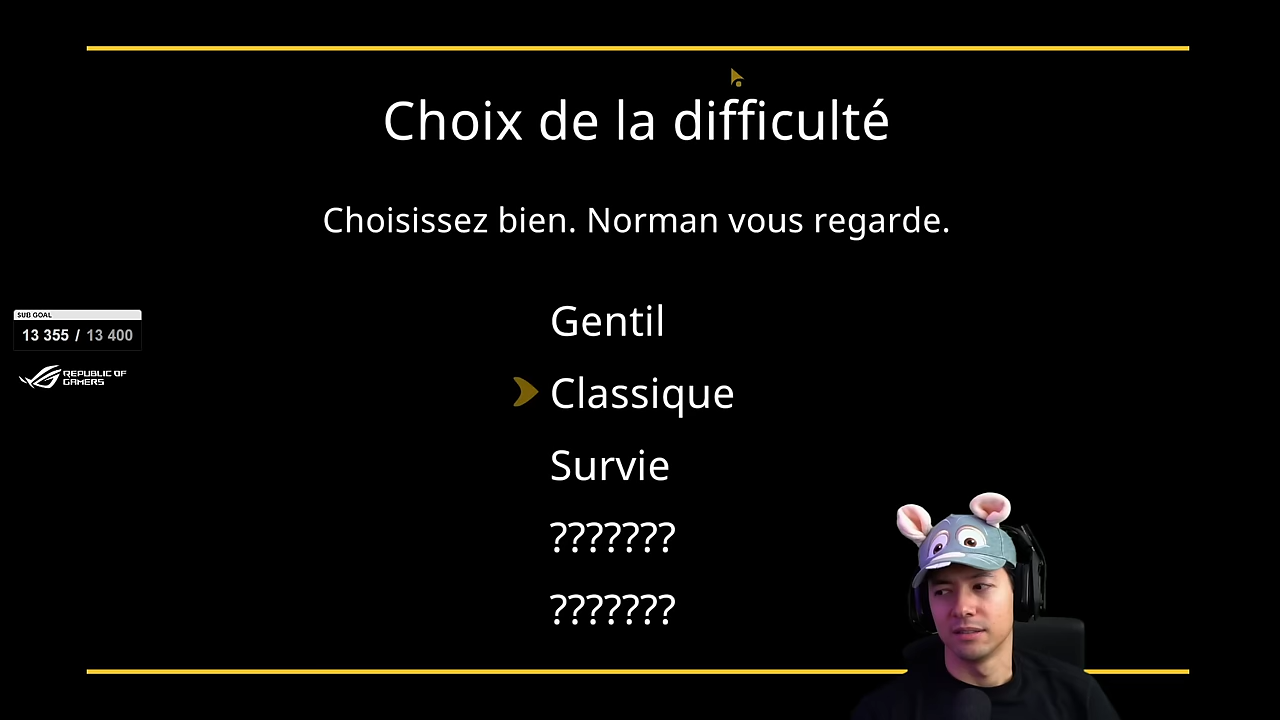 Choix de la difficulté
Choisissez bien. Norman vous regarde.
Gentil
Classique
Survie
???????
???????
SUB GOAL
13 355 / 13 400
REPUBLIC OF
GAMERS